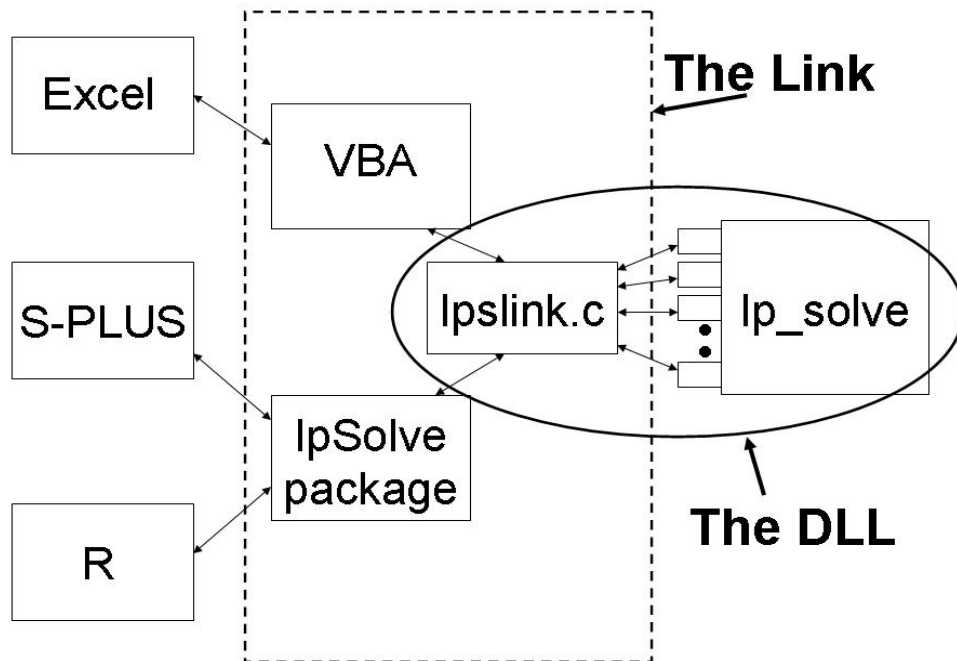 Excel
The Link
VBA
S-PLUS
lpslink.c
lp_solve
lpSolve
package
The DLL
R